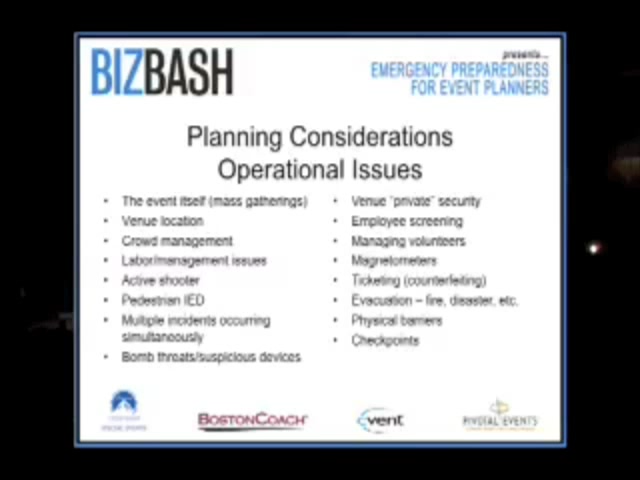 BIZBASH
presents...
EMERGENCY PREPAREDNESS
FOR EVENT PLANNERS
Planning Considerations
Operational Issues
• The event itself (mass gatherings)
• Venue location
• Crowd management
• Labor/management issues
• Active shooter
• Pedestrian IED
• Multiple incidents occurring
simultaneously
• Bomb threats/suspicious devices
• Venue "private" security
• Employee screening
• Managing volunteers
• Magnetometers
• Ticketing (counterfeiting)
• Evacuation – fire, disaster, etc.
• Physical barriers
• Checkpoints
BOSTONCOACH
cvent
PIVOTAL EVENTS